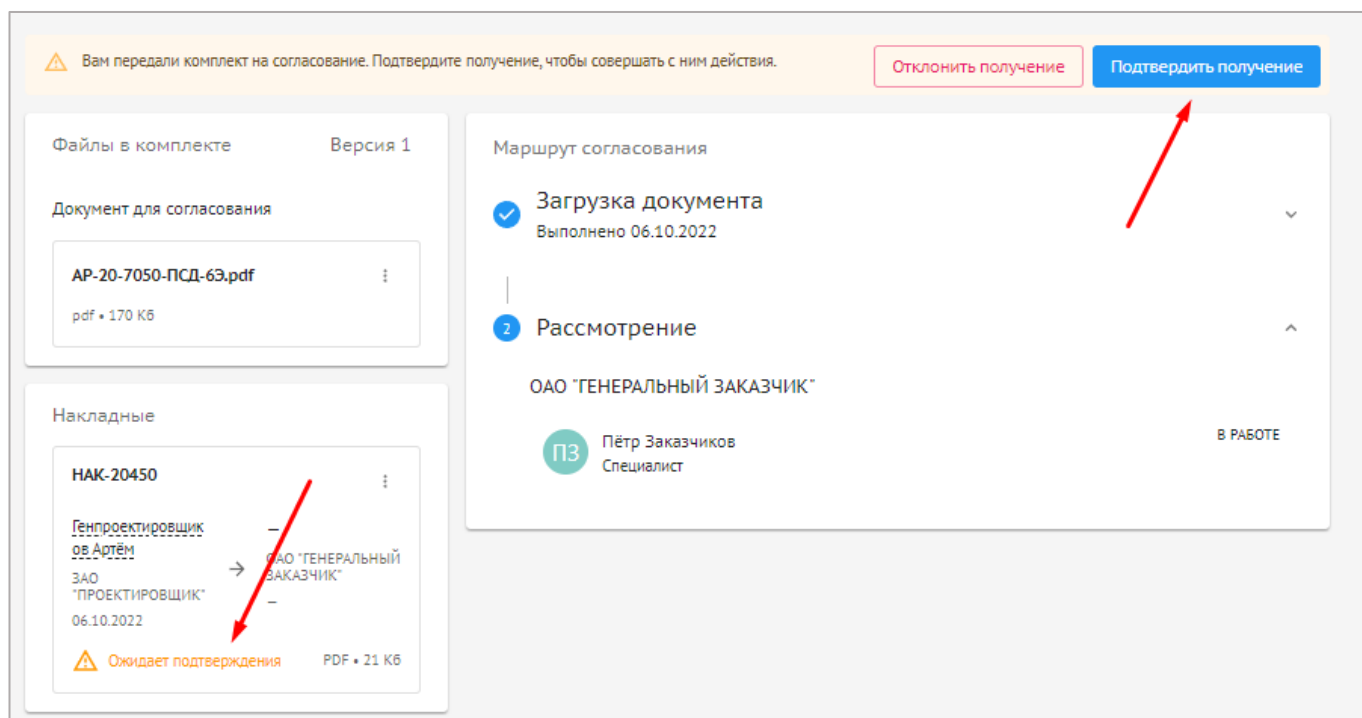 Вам передали комплект на согласование. Подтвердите получение, чтобы совершать с ним действия.
Отклонить получение
Подтвердить получение
Файлы в комплекте
Версия 1
Документ для согласования
АР-20-7050-ПСД-6Э.pdf
pdf • 170 Кб
Накладные
НАК-20450
Генпроектировщик
ов Артём
ЗАО
"ПРОЕКТИРОВЩИК"
06.10.2022
→
–
ОАО "ГЕНЕРАЛЬНЫЙ
ЗАКАЗЧИК"
–
Ожидает подтверждения
PDF • 21 Кб
Маршрут согласования
Загрузка документа
Выполнено 06.10.2022
2
Рассмотрение
ОАО "ГЕНЕРАЛЬНЫЙ ЗАКАЗЧИК"
ПЗ
Пётр Заказчиков
Специалист
В РАБОТЕ